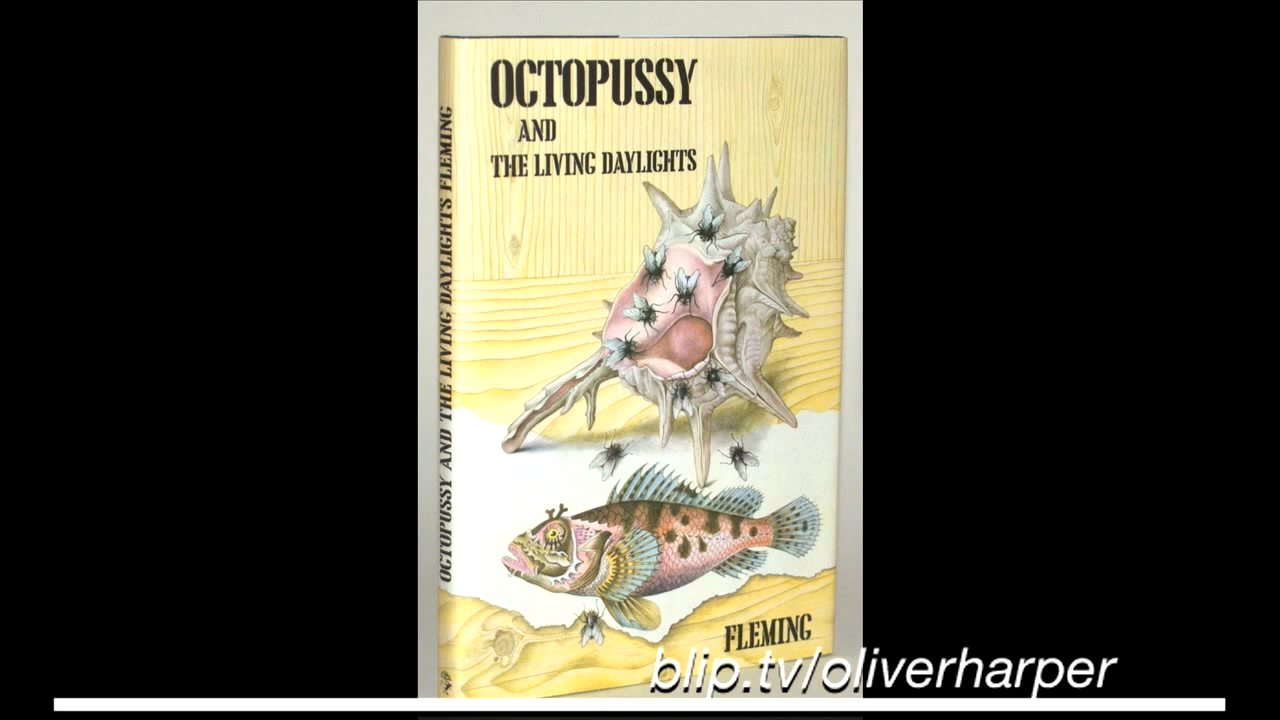 OCTOPUSSY
AND
THE LIVING DAYLIGHTS
OCTOPUSSY AND THE LIVING DAYLIGHTS FLEMING
FLEMING
blip.tv/oliverharper